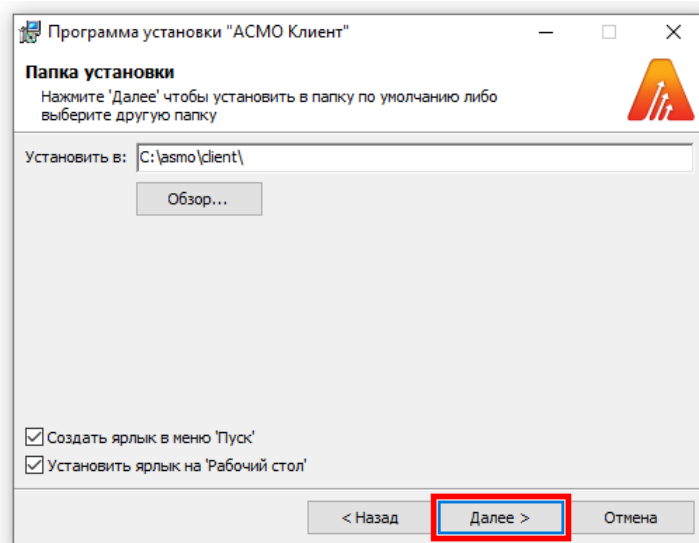 Программа установки "АСМО Клиент"
Папка установки
Нажмите 'Далее' чтобы установить в папку по умолчанию либо
выберите другую папку
Установить в: C:\asmo\client\
Обзор...
Создать ярлык в меню 'Пуск'
Установить ярлык на 'Рабочий стол'
< Назад Далее > Отмена